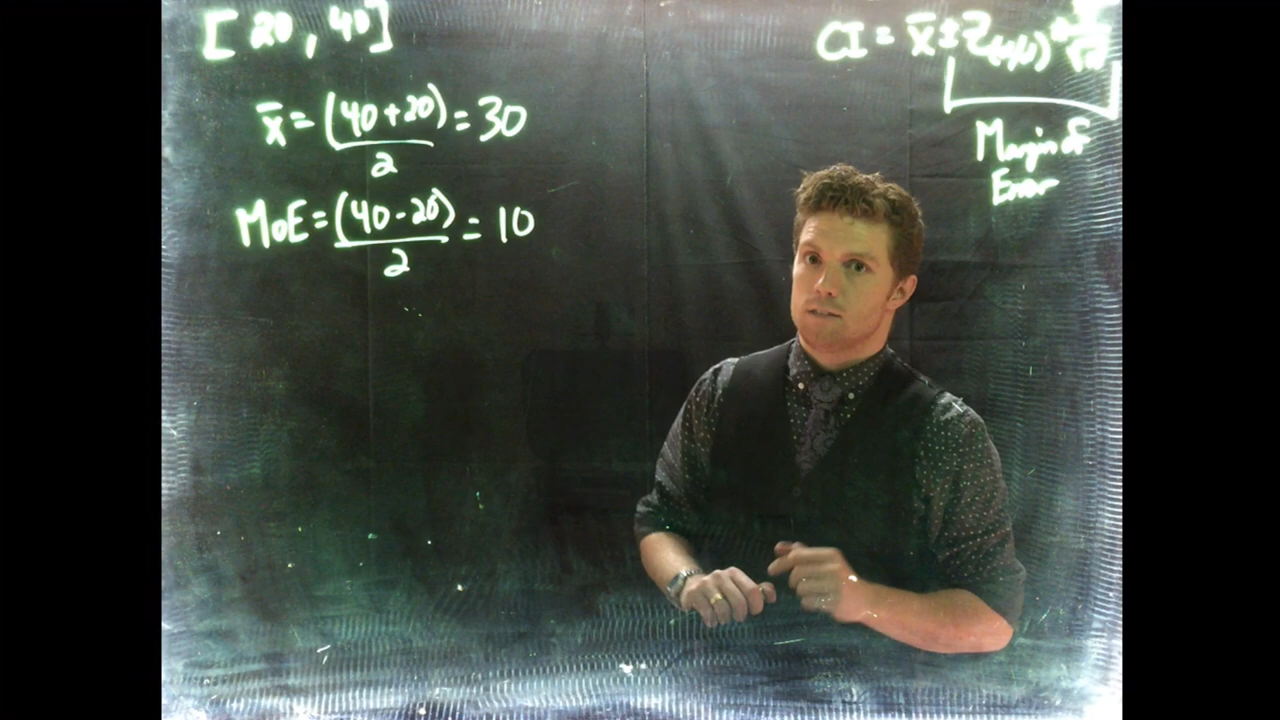 [20, 40]
x̄ = (40+20)/2 = 30
MoE = (40-20)/2 = 10
CI = x̄ ± Z
Margin of
Error